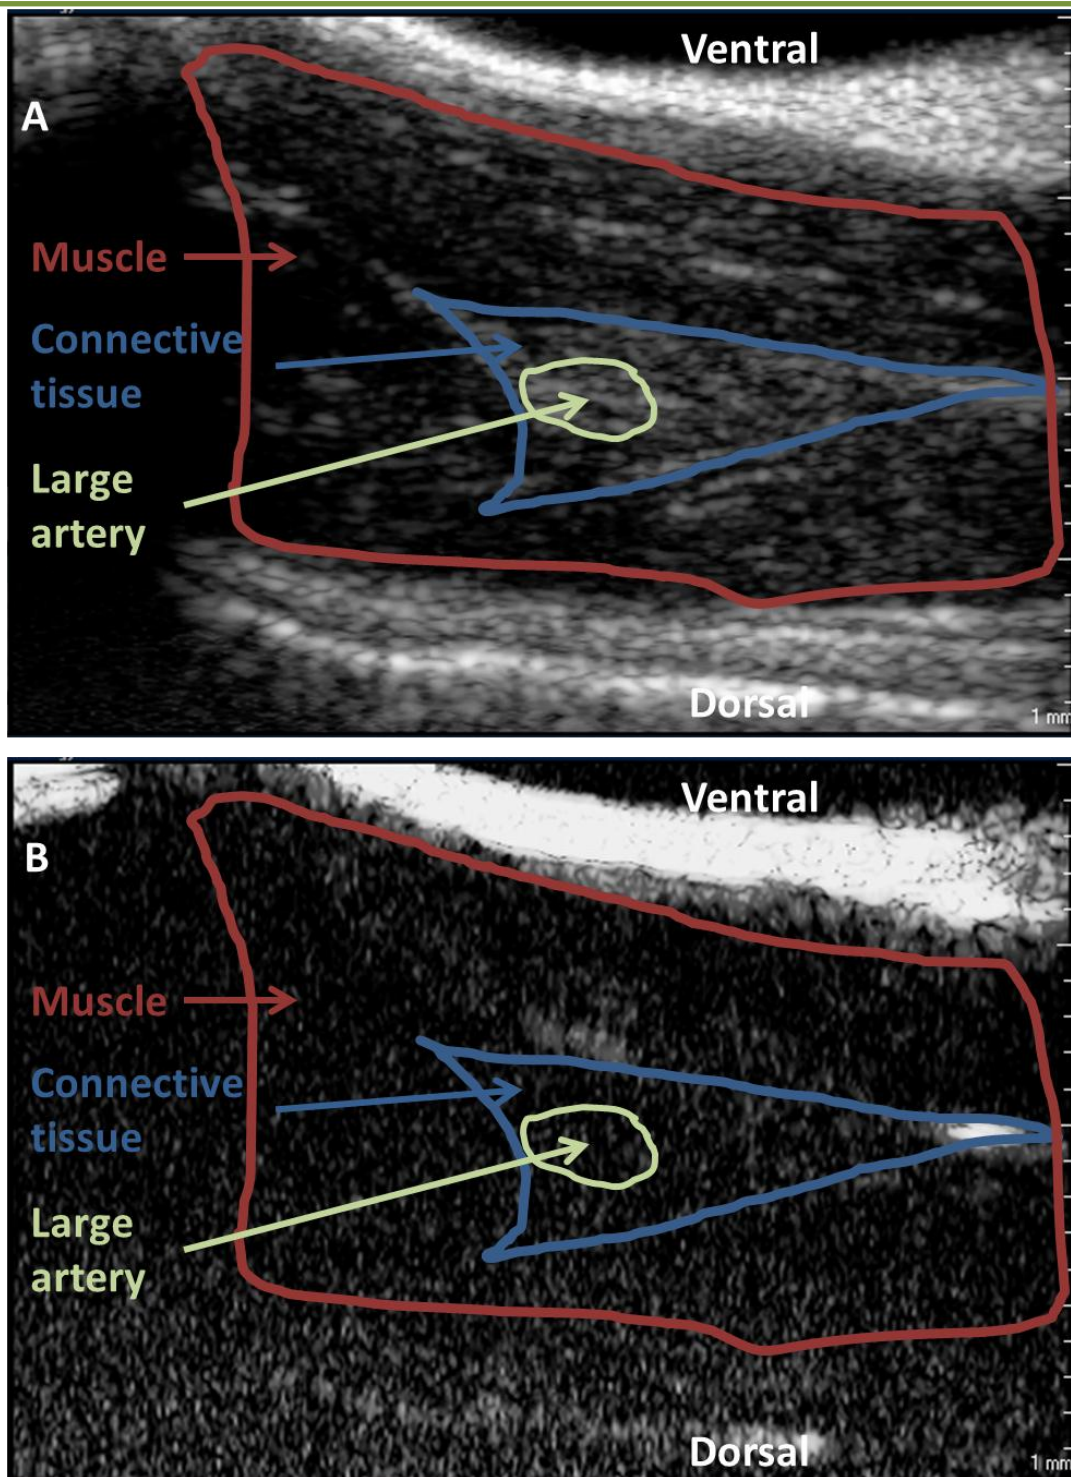 Ventral
A
Muscle
Connective
tissue
Large
artery
Dorsal
1 mm
Ventral
B
Muscle
Connective
tissue
Large
artery
Dorsal
1 mm